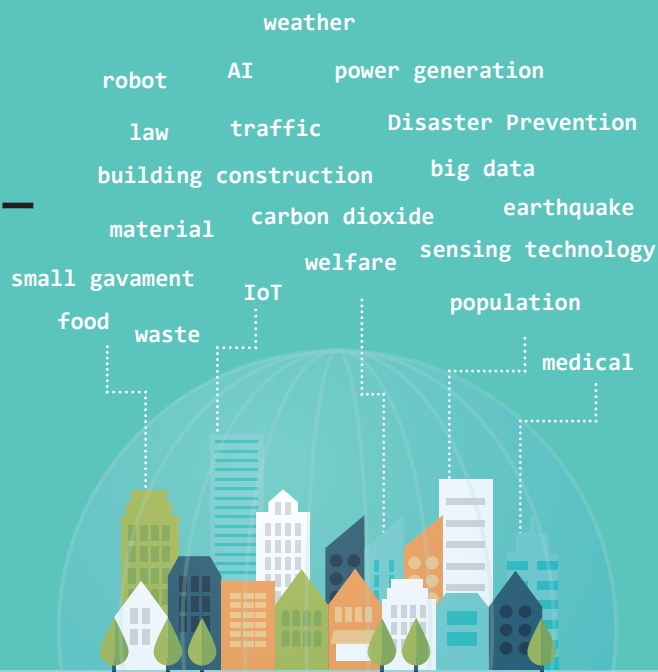 weather
robot
AI
power generation
law
traffic
Disaster Prevention
building construction
big data
material
carbon dioxide
earthquake
small gavament
welfare
sensing technology
IoT
population
food
waste
medical